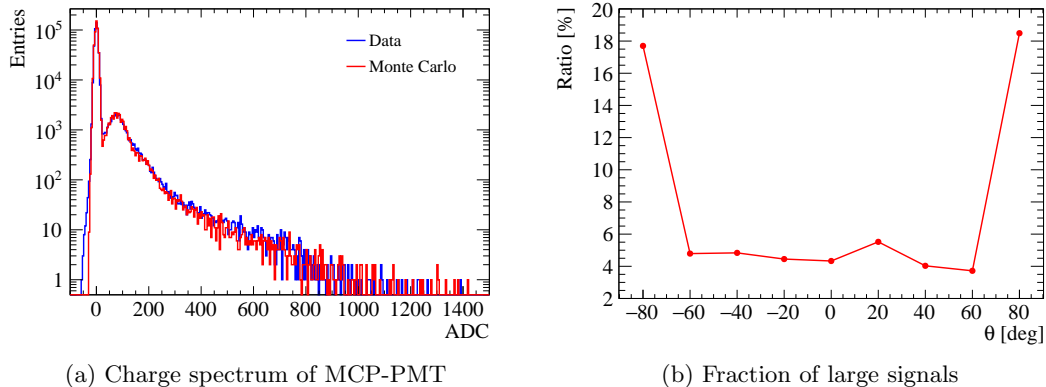 Entries
10^5
10^4
10^3
10^2
10
1
Data
Monte Carlo
0 200 400 600 800 1000 1200 1400
ADC
(a) Charge spectrum of MCP-PMT
Ratio [%]
20
18
16
14
12
10
8
6
4
2
−80 −60 −40 −20 0 20 40 60 80
θ [deg]
(b) Fraction of large signals